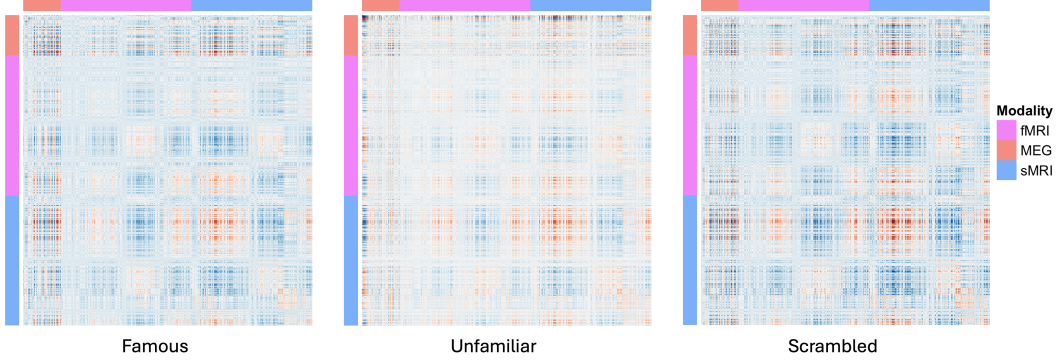 Modality
fMRI
MEG
sMRI
Famous
Unfamiliar
Scrambled